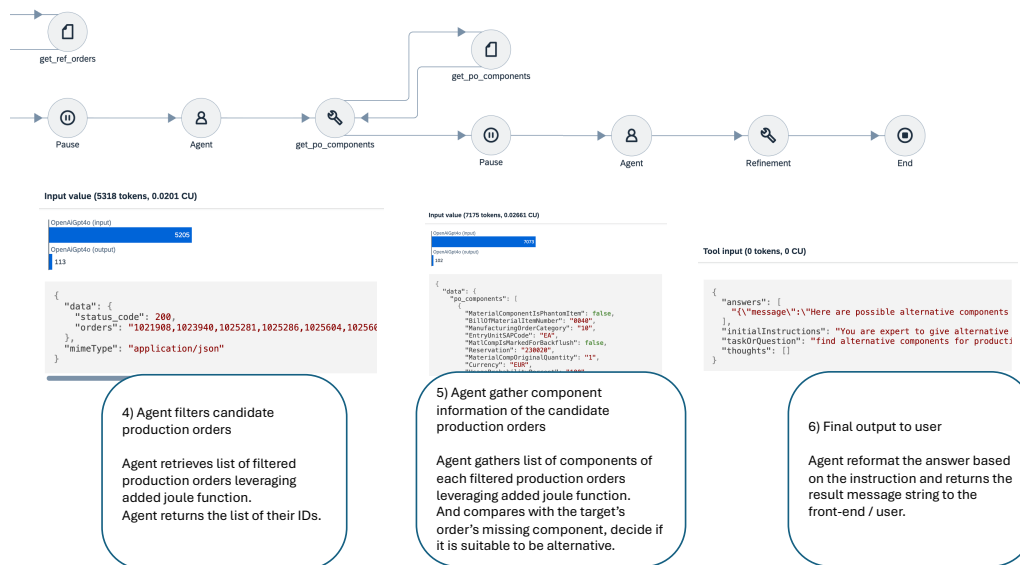 get_ref_orders
get_po_components
Pause
Agent
get_po_components
Pause
Agent
Refinement
End
Input value (5318 tokens, 0.0201 CU)
OpenAiGpt4o (input)
5205
OpenAiGpt4o (output)
113
{
"data": {
"status_code": 200,
"orders": "1021908,1023940,1025281,1025286,1025604,10256
},
"mimeType": "application/json"
}
4) Agent filters candidate
production orders
Agent retrieves list of filtered
production orders leveraging
added joule function.
Agent returns the list of their IDs.
Input value (7175 tokens, 0.02661 CU)
OpenAiGpt4o (input)
7073
OpenAiGpt4o (output)
102
{
"data": {
"po_components": [
{
"MaterialComponentIsPhantomItem": false,
"BillOfMaterialItemNumber": "0040",
"ManufacturingOrderCategory": "10",
"EntryUnitSAPCode": "EA",
"MatlCompIsMarkedForBackflush": false,
"Reservation": "230020",
"MaterialCompOriginalQuantity": "1",
"Currency": "EUR",
5) Agent gather component
information of the candidate
production orders
Agent gathers list of components of
each filtered production orders
leveraging added joule function.
And compares with the target's
order's missing component, decide if
it is suitable to be alternative.
Tool input (0 tokens, 0 CU)
{
"answers": [
"{\"message\":\"Here are possible alternative components
],
"initialInstructions": "You are expert to give alternative
"taskOrQuestion": "find alternative components for producti
"thoughts": []
}
6) Final output to user
Agent reformat the answer based
on the instruction and returns the
result message string to the
front-end / user.